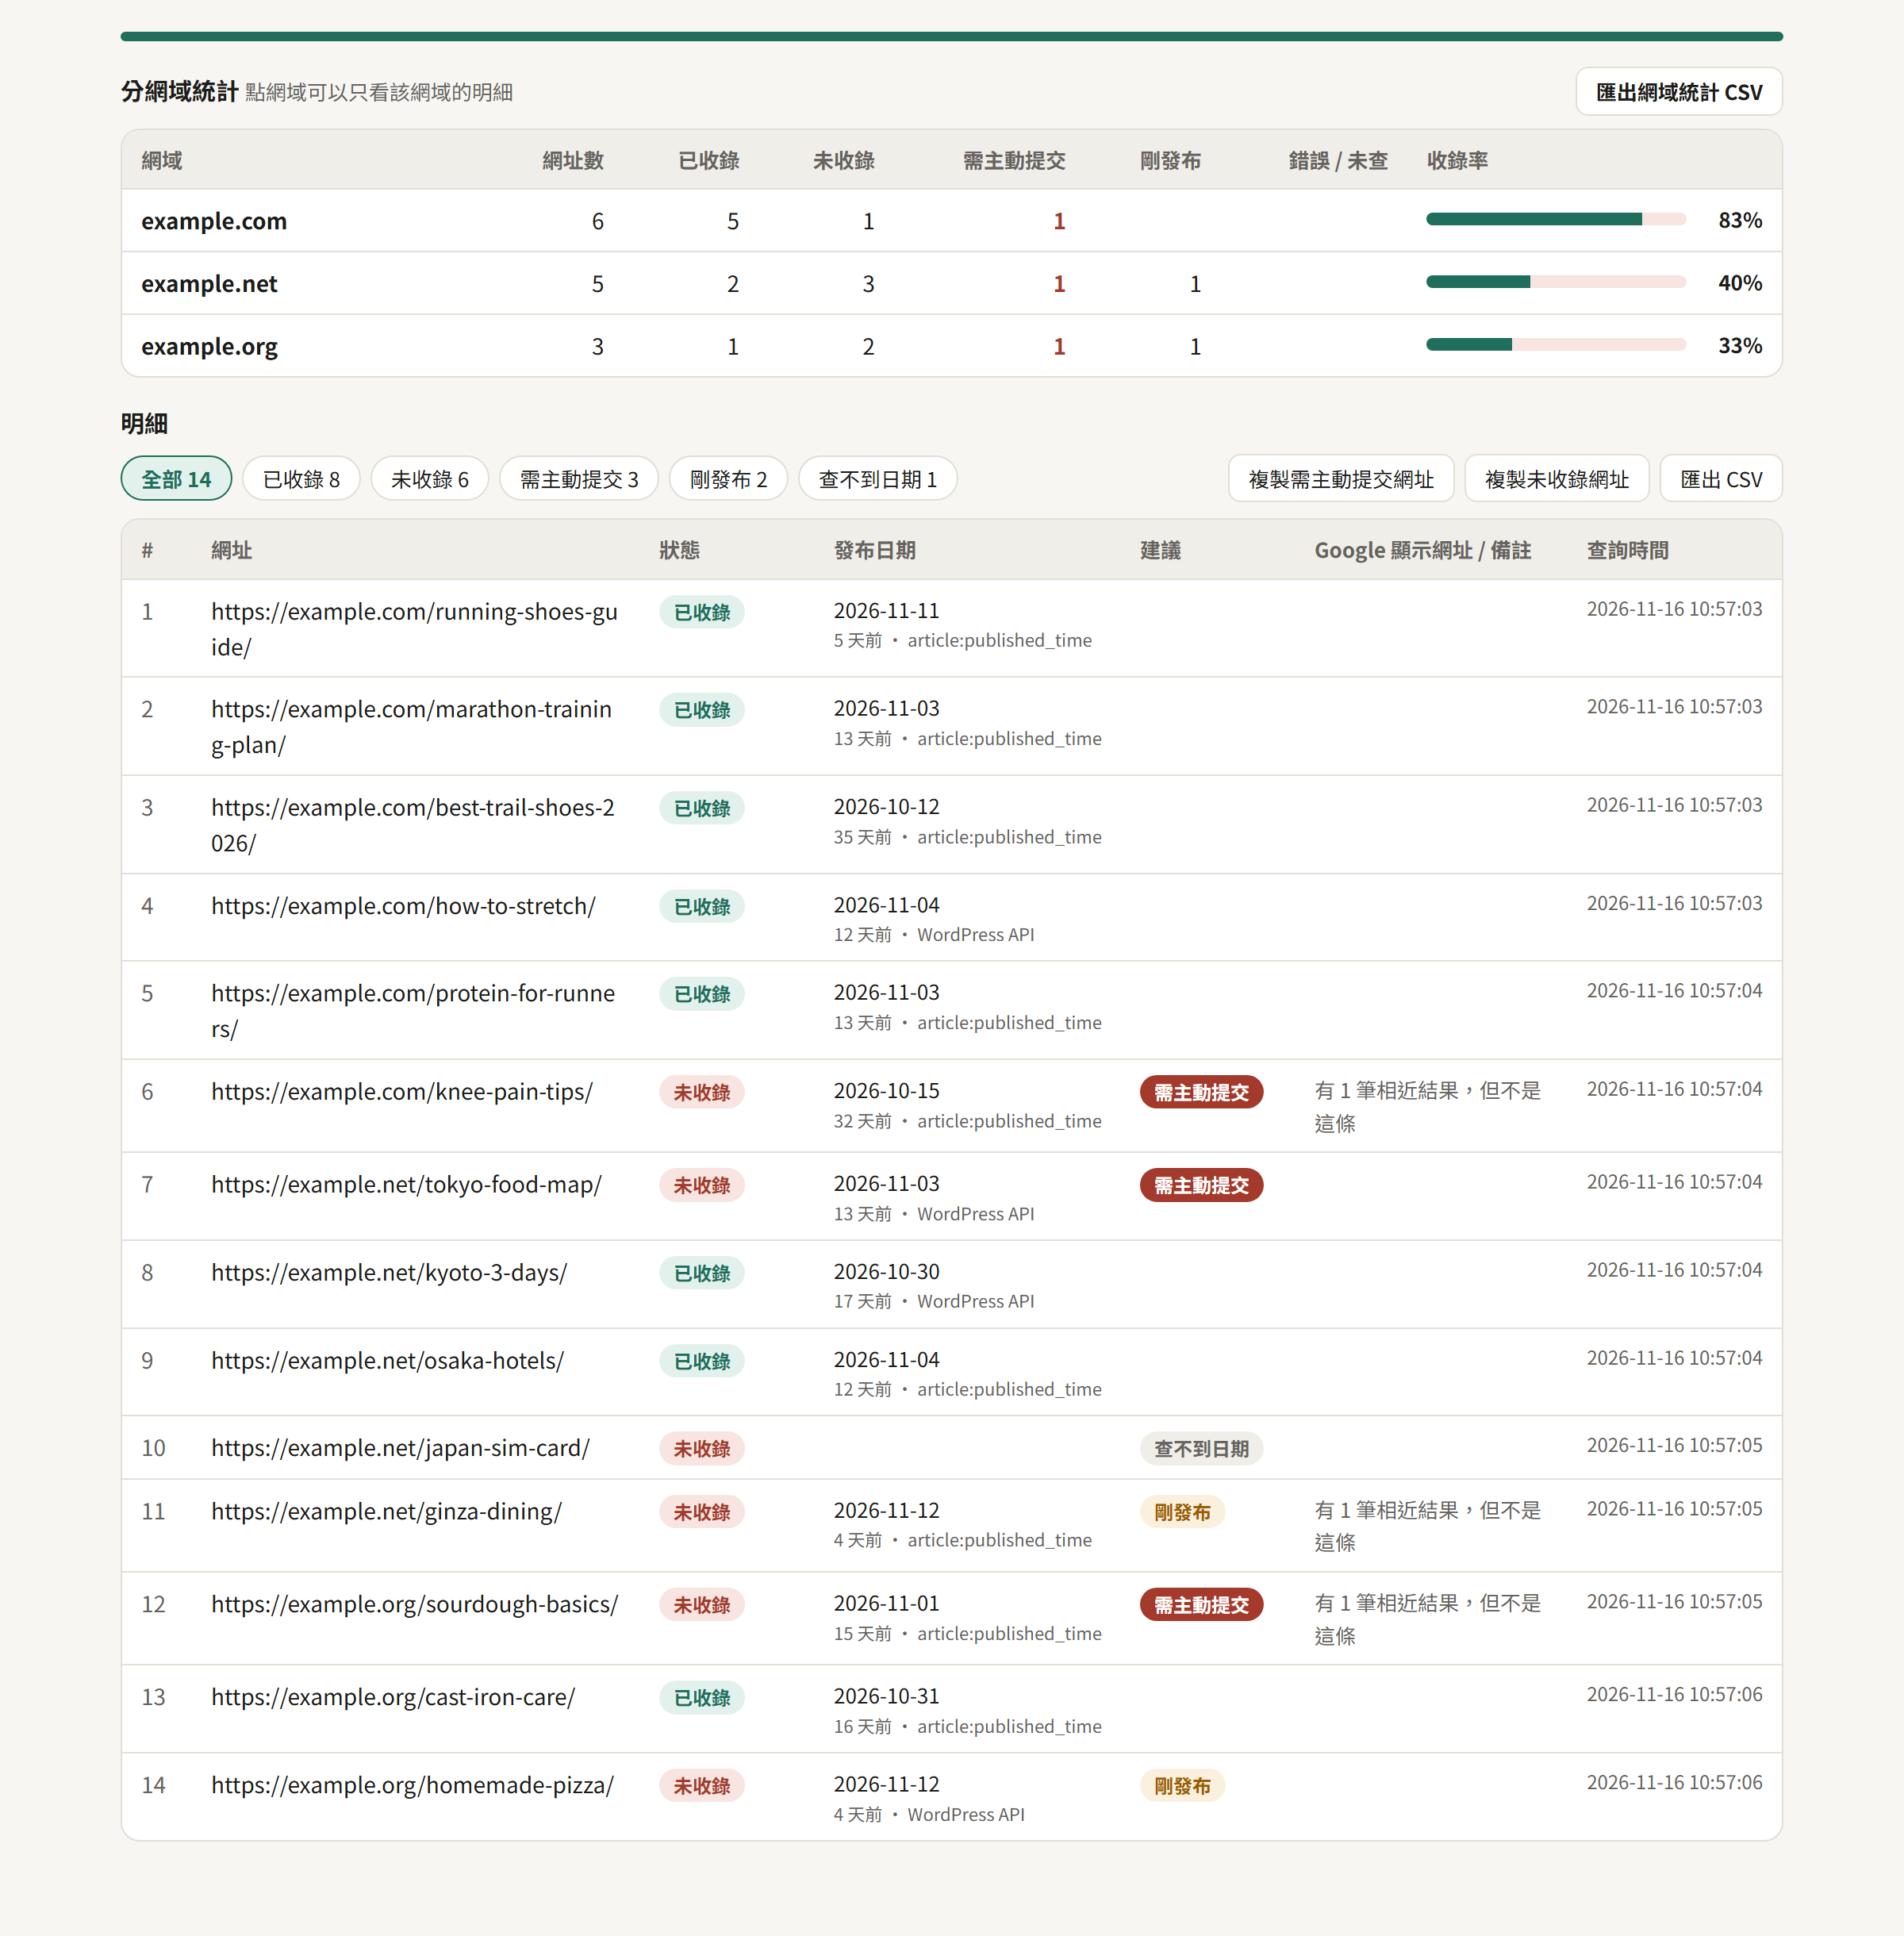 分網域統計 點網域可以只看該網域的明細 匯出網域統計 CSV
網域 網址數 已收錄 未收錄 需主動提交 剛發布 錯誤 / 未查 收錄率
example.com 6 5 1 1 83%
example.net 5 2 3 1 1 40%
example.org 3 1 2 1 1 33%
明細
全部 14 已收錄 8 未收錄 6 需主動提交 3 剛發布 2 查不到日期 1 複製需主動提交網址 複製未收錄網址 匯出 CSV
# 網址 狀態 發布日期 建議 Google 顯示網址 / 備註 查詢時間
1 https://example.com/running-shoes-gu 已收錄 2026-11-11 2026-11-16 10:57:03
ide/ 5 天前 · article:published_time
2 https://example.com/marathon-trainin 已收錄 2026-11-03 2026-11-16 10:57:03
g-plan/ 13 天前 · article:published_time
3 https://example.com/best-trail-shoes-2 已收錄 2026-10-12 2026-11-16 10:57:03
026/ 35 天前 · article:published_time
4 https://example.com/how-to-stretch/ 已收錄 2026-11-04 2026-11-16 10:57:03
12 天前 · WordPress API
5 https://example.com/protein-for-runne 已收錄 2026-11-03 2026-11-16 10:57:04
rs/ 13 天前 · article:published_time
6 https://example.com/knee-pain-tips/ 未收錄 2026-10-15 需主動提交 有 1 筆相近結果，但不是 2026-11-16 10:57:04
32 天前 · article:published_time 這條
7 https://example.net/tokyo-food-map/ 未收錄 2026-11-03 需主動提交 2026-11-16 10:57:04
13 天前 · WordPress API
8 https://example.net/kyoto-3-days/ 已收錄 2026-10-30 2026-11-16 10:57:04
17 天前 · WordPress API
9 https://example.net/osaka-hotels/ 已收錄 2026-11-04 2026-11-16 10:57:04
12 天前 · article:published_time
10 https://example.net/japan-sim-card/ 未收錄 查不到日期 2026-11-16 10:57:05
11 https://example.net/ginza-dining/ 未收錄 2026-11-12 剛發布 有 1 筆相近結果，但不是 2026-11-16 10:57:05
4 天前 · article:published_time 這條
12 https://example.org/sourdough-basics/ 未收錄 2026-11-01 需主動提交 有 1 筆相近結果，但不是 2026-11-16 10:57:05
15 天前 · article:published_time 這條
13 https://example.org/cast-iron-care/ 已收錄 2026-10-31 2026-11-16 10:57:06
16 天前 · article:published_time
14 https://example.org/homemade-pizza/ 未收錄 2026-11-12 剛發布 2026-11-16 10:57:06
4 天前 · WordPress API